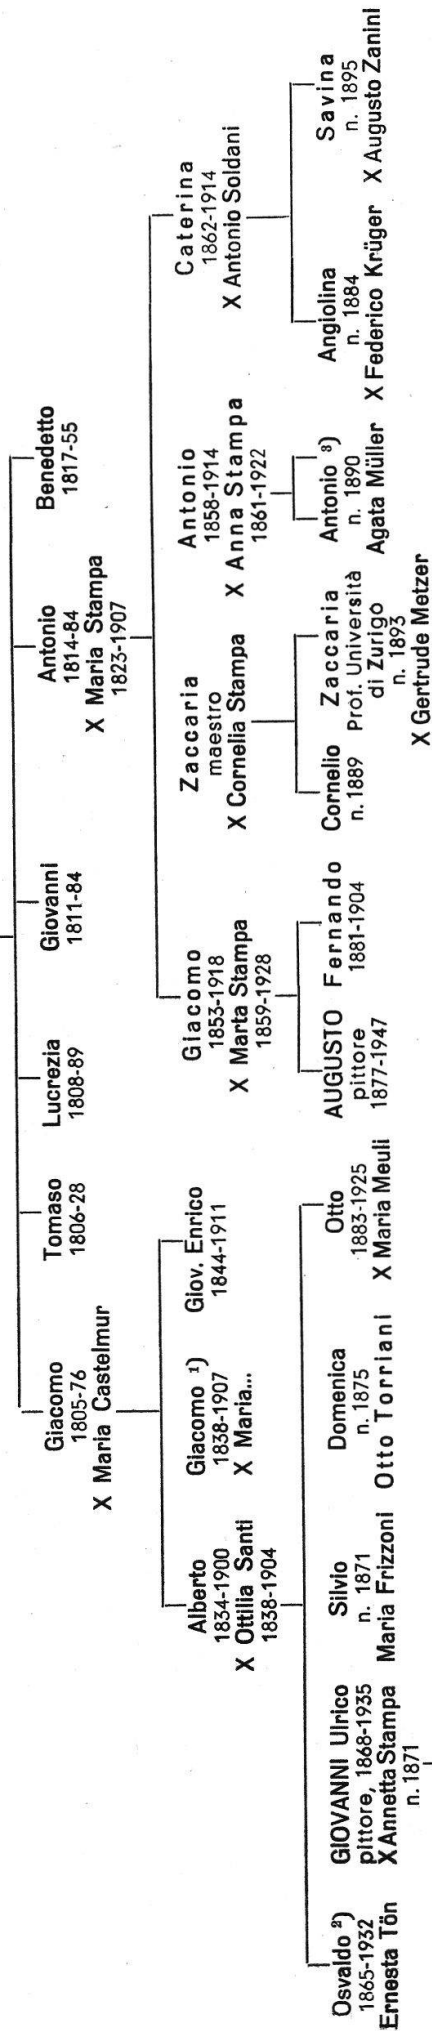 Giacomo
1805-76
X Maria Castelmur
Tomaso
1806-28
Lucrezia
1808-89
Giovanni
1811-84
Antonio
1814-84
X Maria Stampa
1823-1907
Benedetto
1817-55
Alberto
1834-1900
X Ottilia Santi
1838-1904
Giacomo ¹)
1838-1907
X Maria...
Giov. Enrico
1844-1911
Giacomo
1853-1918
X Marta Stampa
1859-1928
Zaccaria
maestro
X Cornelia Stampa
Antonio
1858-1914
X Anna Stampa
1861-1922
Caterina
1862-1914
X Antonio Soldani
Osvaldo ²)
1865-1932
Ernesta Tön
GIOVANNI Ulrico
pittore, 1868-1935
X Annetta Stampa
n. 1871
Silvio
n. 1871
Maria Frizzoni
Domenica
n. 1875
Otto Torriani
Otto
1883-1925
X Maria Meuli
AUGUSTO
pittore
1877-1947
Fernando
1881-1904
Cornelio
n. 1889
Zaccaria
Prof. Università
di Zurigo
n. 1893
X Gertrude Metzer
Antonio ³)
n. 1890
Agata Müller
Angiolina
n. 1884
X Federico Krüger
Savina
n. 1895
X Augusto Zanini